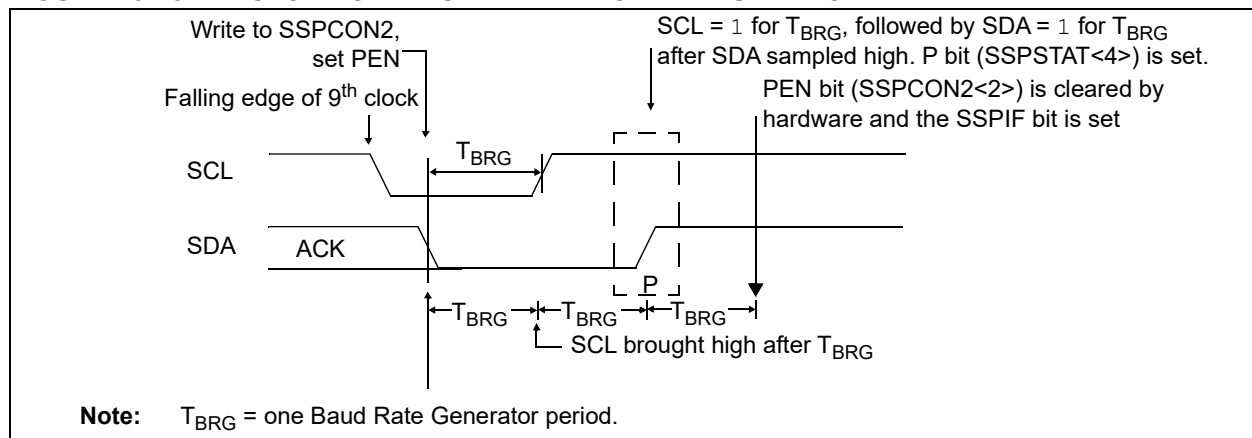 Write to SSPCON2,
set PEN
SCL = 1 for TBRG, followed by SDA = 1 for TBRG
after SDA sampled high. P bit (SSPSTAT<4>) is set.
Falling edge of 9th clock
PEN bit (SSPCON2<2>) is cleared by
hardware and the SSPIF bit is set
TBRG
SCL
SDA
ACK
P
TBRG
TBRG
TBRG
SCL brought high after TBRG
Note: TBRG = one Baud Rate Generator period.